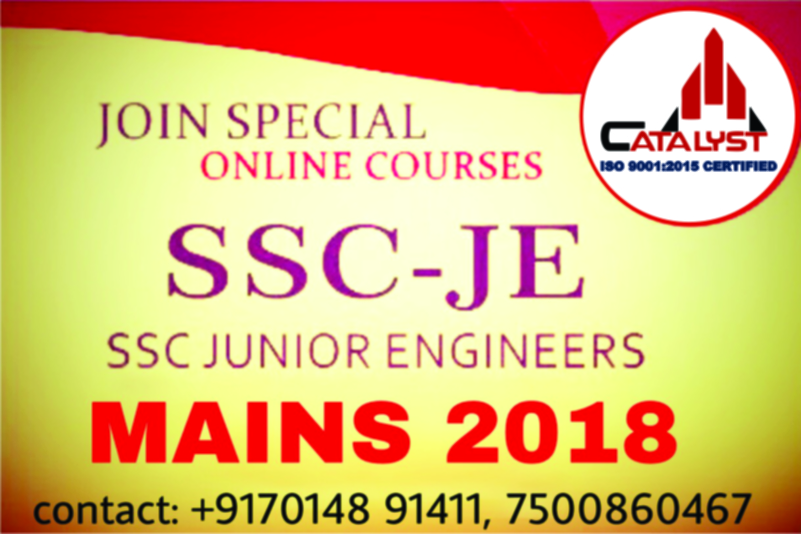 JOIN SPECIAL
ONLINE COURSES
CATALYST
ISO 9001:2015 CERTIFIED
SSC-JE
SSC JUNIOR ENGINEERS
MAINS 2018
contact: +9170148 91411, 7500860467